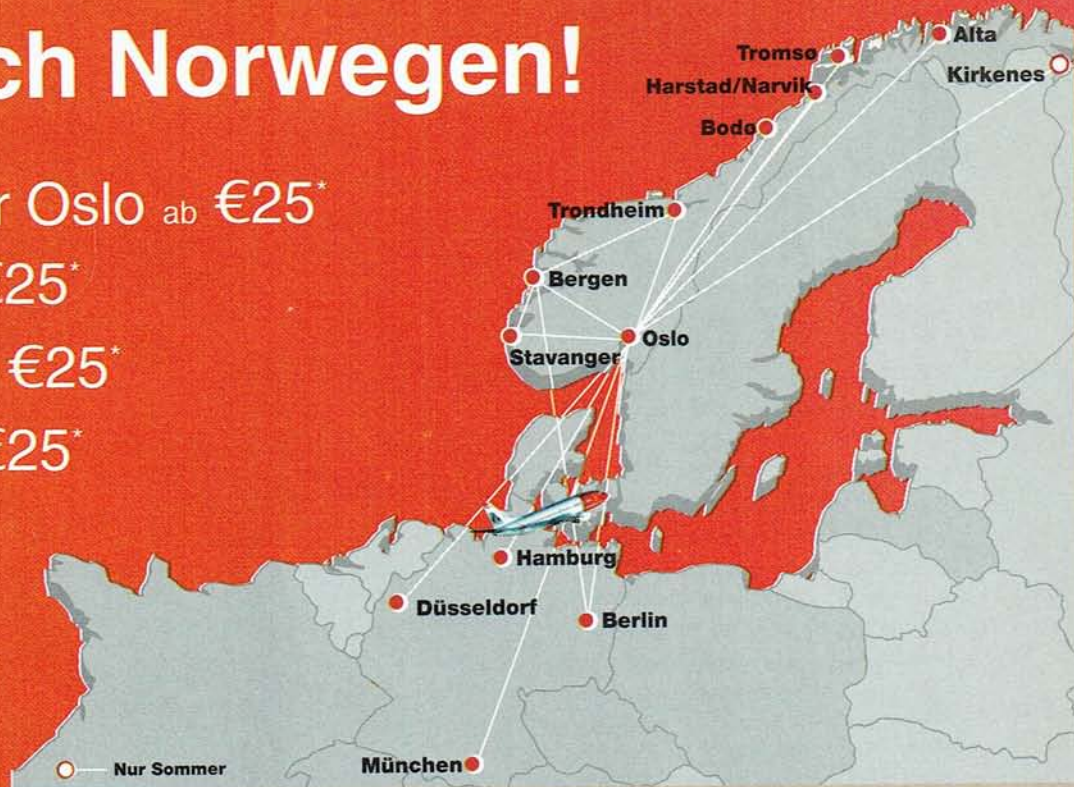 ch Norwegen!
r Oslo ab €25*
€25*
€25*
€25*
Alta
Tromsø
Kirkenes
Harstad/Narvik
Bodø
Trondheim
Bergen
Oslo
Stavanger
Hamburg
Düsseldorf
Berlin
München
Nur Sommer